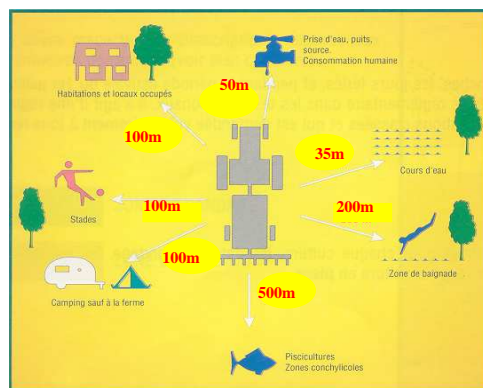 Prise d'eau, puits,
source.
Consommation humaine
50m
Habitations et locaux occupés
100m
35m
Cours d'eau
100m
200m
Stades
Zone de baignade
100m
Camping sauf à la ferme
500m
Piscicultures
Zones conchylicoles